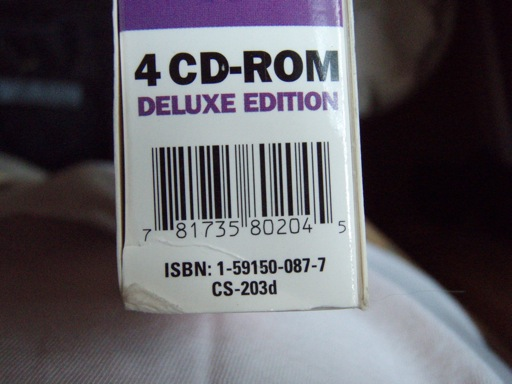 4 CD-ROM
DELUXE EDITION
7 81735 80204 5
ISBN: 1-59150-087-7
CS-203d